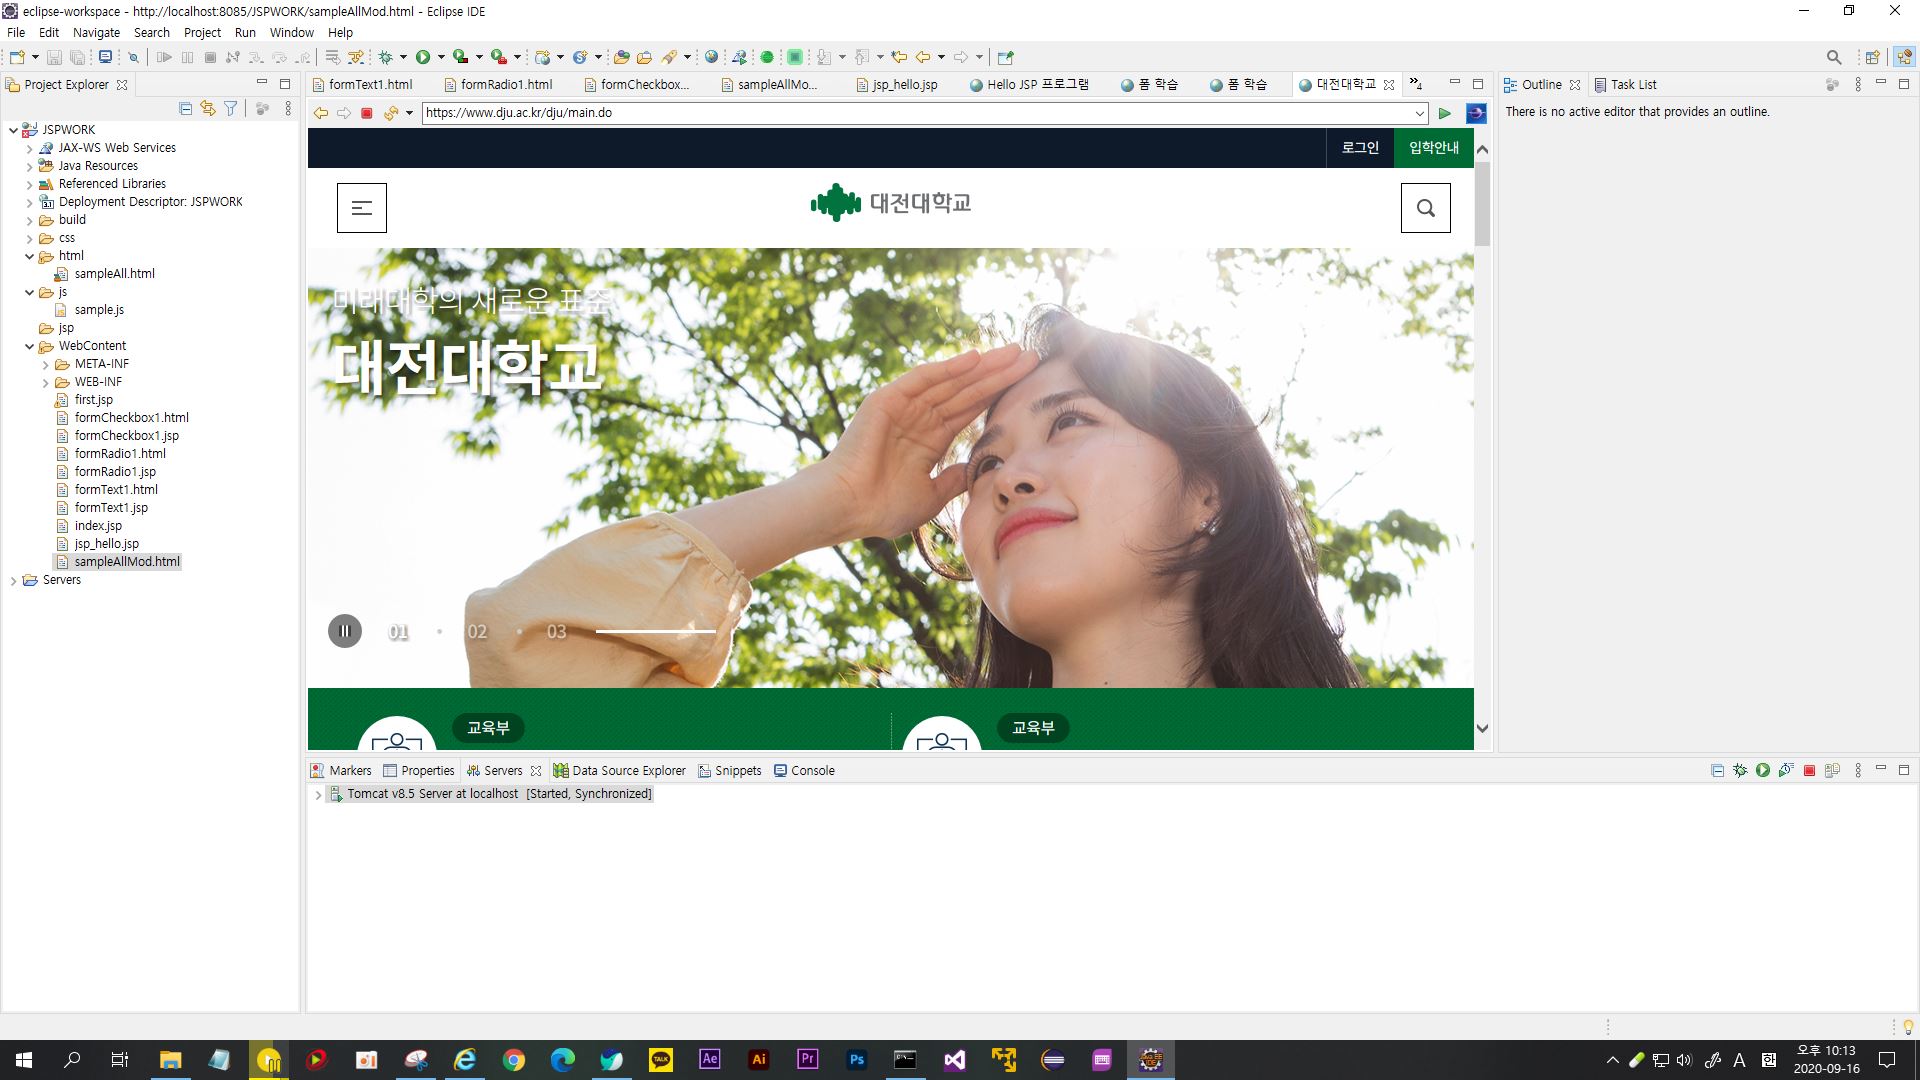 eclipse-workspace - http://localhost:8085/JSPWORK/sampleAllMod.html - Eclipse IDE
File Edit Navigate Search Project Run Window Help
Project Explorer
formText1.html formRadio1.html formCheckbox... sampleAllMo... jsp_hello.jsp Hello JSP 프로그램 폼 학습 폼 학습 대전대학교 »4
Outline Task List
https://www.dju.ac.kr/dju/main.do
There is no active editor that provides an outline.
JSPWORK
JAX-WS Web Services
Java Resources
Referenced Libraries
Deployment Descriptor: JSPWORK
build
css
html
sampleAll.html
js
sample.js
jsp
WebContent
META-INF
WEB-INF
first.jsp
formCheckbox1.html
formCheckbox1.jsp
formRadio1.html
formRadio1.jsp
formText1.html
formText1.jsp
index.jsp
jsp_hello.jsp
sampleAllMod.html
Servers
로그인 입학안내
대전대학교
미래대학의 새로운 표준
대전대학교
01 02 03
교육부 교육부
Markers Properties Servers Data Source Explorer Snippets Console
Tomcat v8.5 Server at localhost [Started, Synchronized]
TALK Ae Ai Pr Ps JAVA EE IDE A 한 오후 10:13
2020-09-16